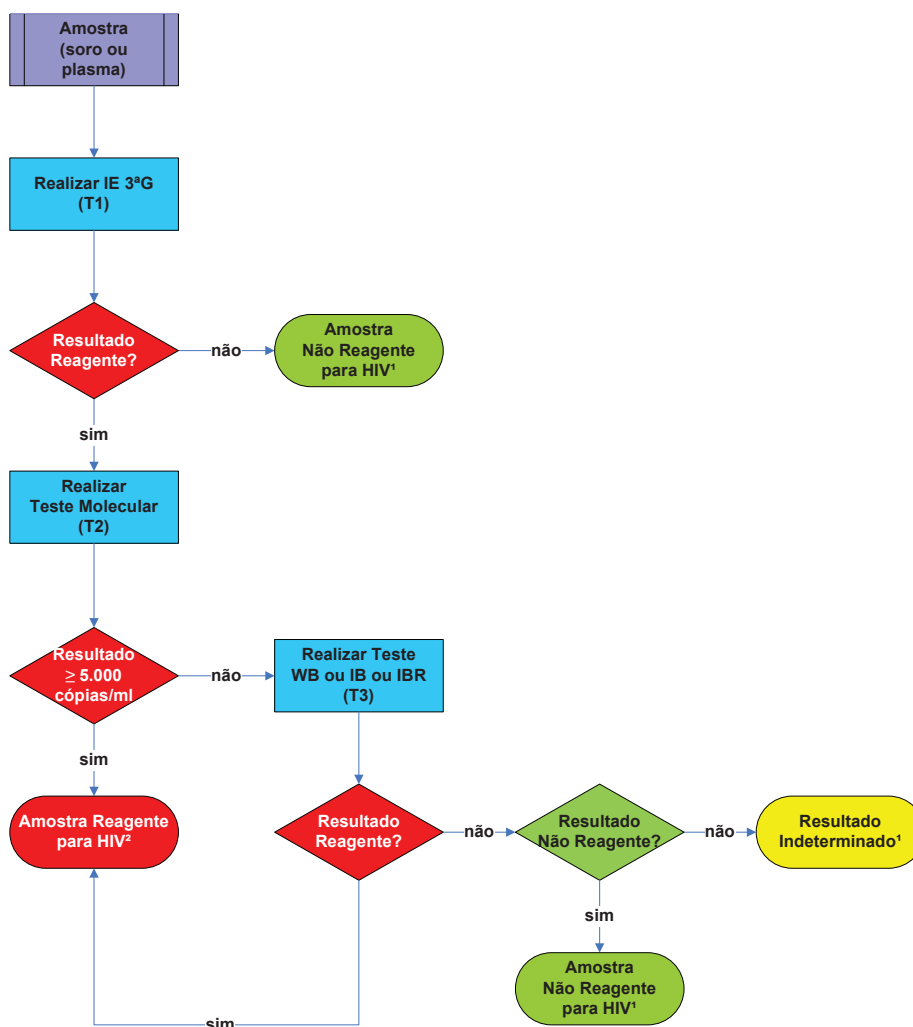 Amostra
(soro ou
plasma)
Realizar IE 3ªG
(T1)
Resultado
Reagente?
não
Amostra
Não Reagente
para HIV¹
sim
Realizar
Teste Molecular
(T2)
Resultado
≥ 5.000
cópias/ml
não
Realizar Teste
WB ou IB ou IBR
(T3)
sim
Amostra Reagente
para HIV²
Resultado
Reagente?
não
Resultado
Não Reagente?
não
Resultado
Indeterminado¹
sim
Amostra
Não Reagente
para HIV¹
sim